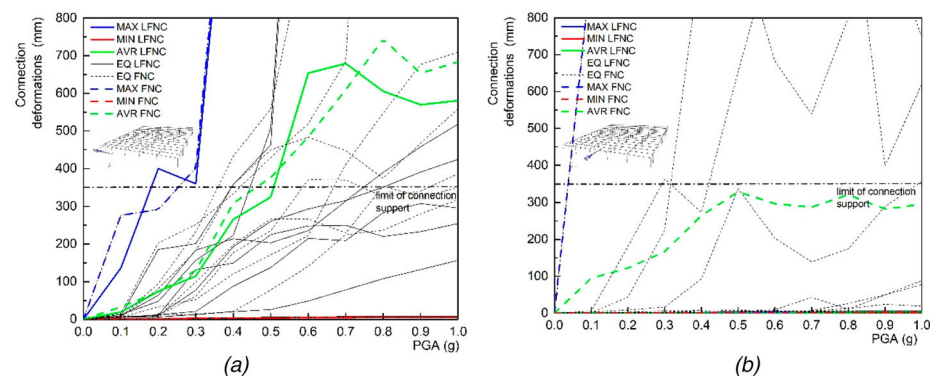 800
700
600
500
400
300
200
100
0
Connection
deformations (mm)
MAX LFNC
MIN LFNC
AVR LFNC
EQ LFNC
EQ FNC
MAX FNC
MIN FNC
AVR FNC
limit of connection
support
0.0 0.1 0.2 0.3 0.4 0.5 0.6 0.7 0.8 0.9 1.0
PGA (g)
(a)
800
700
600
500
400
300
200
100
0
Connection
deformations (mm)
MAX LFNC
MIN LFNC
AVR LFNC
EQ LFNC
EQ FNC
MAX FNC
MIN FNC
AVR FNC
limit of connection
support
0.0 0.1 0.2 0.3 0.4 0.5 0.6 0.7 0.8 0.9 1.0
PGA (g)
(b)